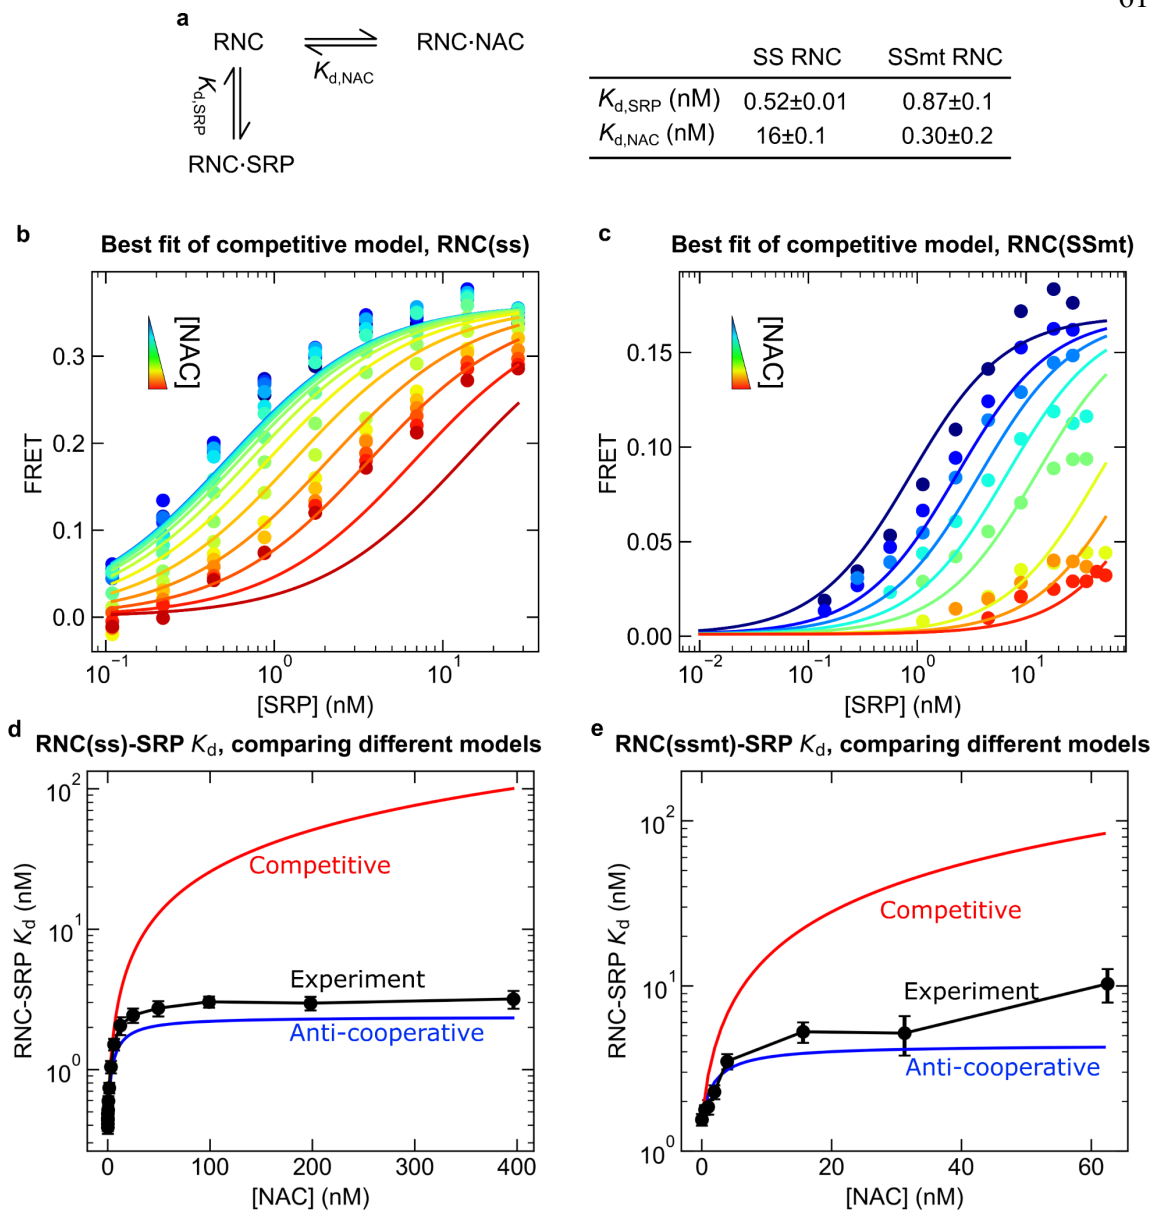 a
RNC
RNC·NAC
Kd,NAC
Kd,SRP
RNC·SRP
SS RNC SSmt RNC
Kd,SRP (nM) 0.52±0.01 0.87±0.1
Kd,NAC (nM) 16±0.1 0.30±0.2
b
Best fit of competitive model, RNC(ss)
[NAC]
FRET
0.3
0.2
0.1
0.0
10−1 100 101
[SRP] (nM)
c
Best fit of competitive model, RNC(SSmt)
[NAC]
FRET
0.15
0.10
0.05
0.00
10−2 10−1 100 101
[SRP] (nM)
d
RNC(ss)-SRP Kd, comparing different models
RNC-SRP Kd (nM)
102
101
100
Competitive
Experiment
Anti-cooperative
0 100 200 300 400
[NAC] (nM)
e
RNC(ssmt)-SRP Kd, comparing different models
RNC-SRP Kd (nM)
102
101
100
Competitive
Experiment
Anti-cooperative
0 20 40 60
[NAC] (nM)